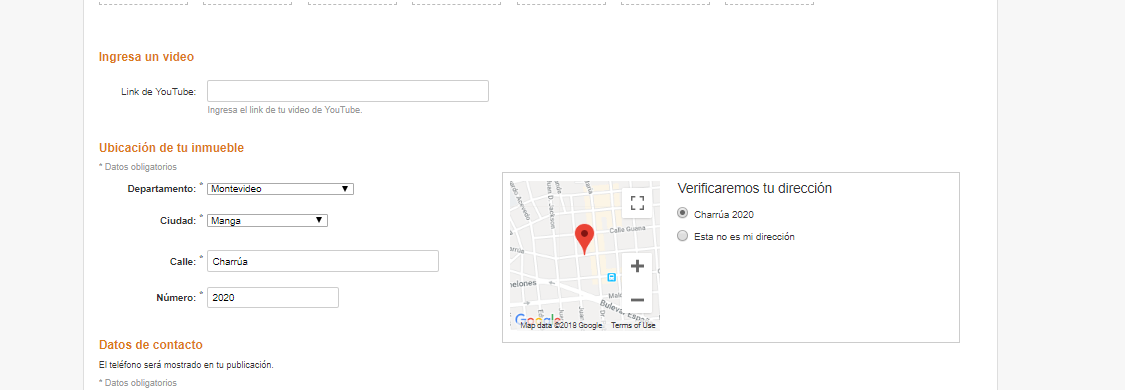 Ingresa un video
Link de YouTube:
Ingresa el link de tu video de YouTube.
Ubicación de tu inmueble
* Datos obligatorios
Departamento: * Montevideo
Ciudad: * Manga
Calle: * Charrúa
Número: * 2020
Verificaremos tu dirección
Charrúa 2020
Esta no es mi dirección
Juan D. Jackson
Calle Guana
Google
Map data ©2018 Google
Terms of Use
Datos de contacto
El teléfono será mostrado en tu publicación.
* Datos obligatorios